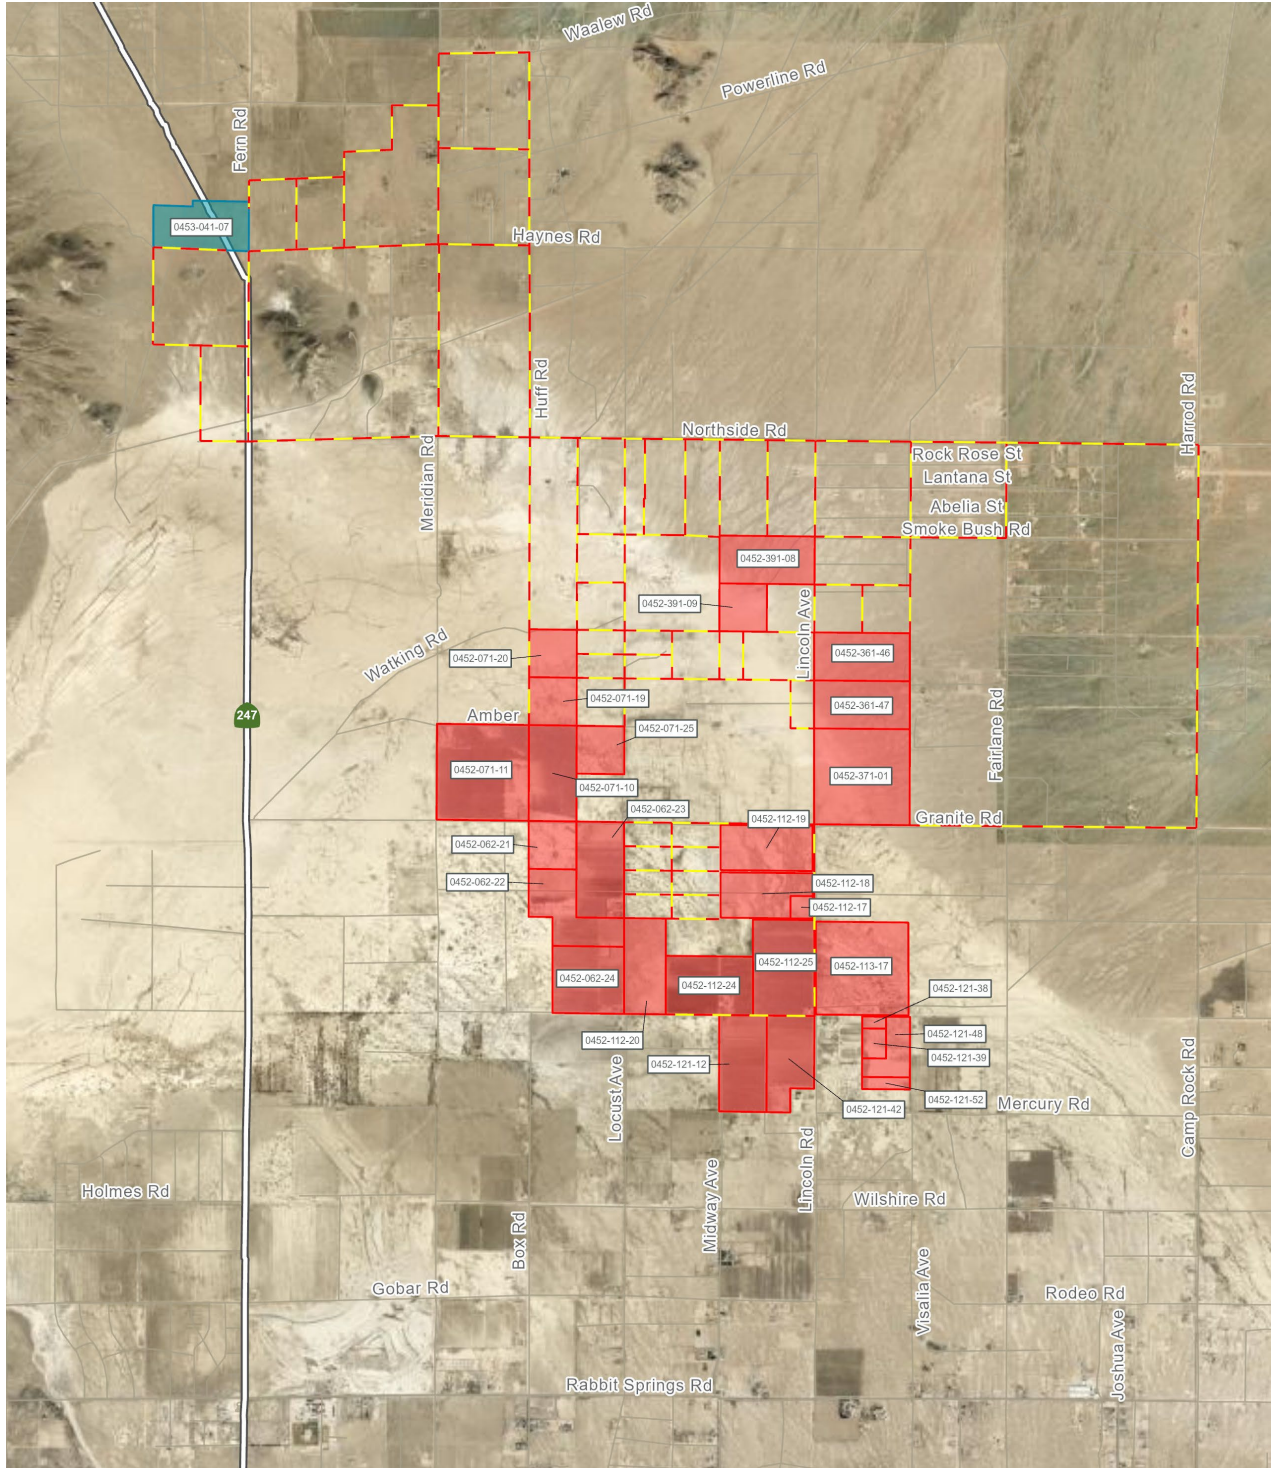 Waalew Rd
Powerline Rd
Fern Rd
0453-041-07
Haynes Rd
Huff Rd
Harrod Rd
Northside Rd
Meridian Rd
Rock Rose St
Lantana St
Abelia St
Smoke Bush Rd
0452-391-08
0452-391-09
Lincoln Ave
Watking Rd
0452-071-20
0452-361-46
0452-071-19
0452-361-47
Amber
247
0452-071-25
Fairlane Rd
0452-071-11
0452-371-01
0452-071-10
0452-062-23
0452-112-19
Granite Rd
0452-062-21
0452-062-22
0452-112-18
0452-112-17
0452-112-25
0452-113-17
0452-062-24
0452-112-24
0452-121-38
0452-112-20
0452-121-48
0452-121-12
0452-121-39
0452-121-52
0452-121-42
Locust Ave
Mercury Rd
Camp Rock Rd
Holmes Rd
Midway Ave
Lincoln Rd
Wilshire Rd
Box Rd
Visalia Ave
Gobar Rd
Rodeo Rd
Joshua Ave
Rabbit Springs Rd